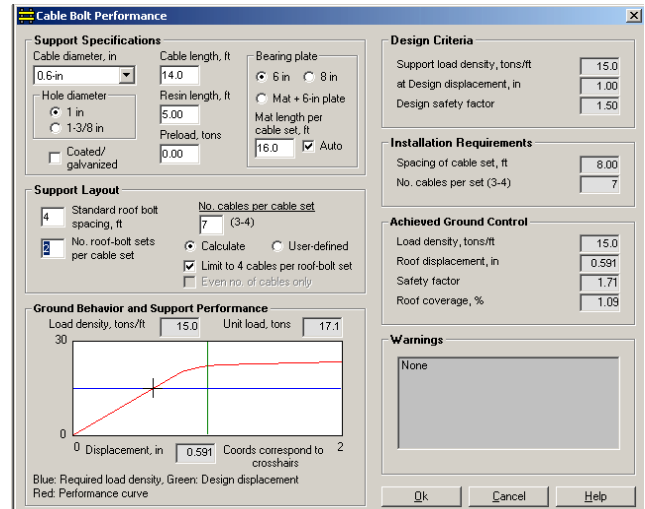 Cable Bolt Performance
Support Specifications
Cable diameter, in
0.6-in
Cable length, ft
14.0
Hole diameter
1 in
1-3/8 in
Resin length, ft
5.00
Preload, tons
0.00
Coated/
galvanized
Bearing plate
6 in 8 in
Mat + 6-in plate
Mat length per
cable set, ft
16.0 Auto
Support Layout
4 Standard roof bolt
spacing, ft
2 No. roof-bolt sets
per cable set
No. cables per cable set
7 (3-4)
Calculate User-defined
Limit to 4 cables per roof-bolt set
Even no. of cables only
Ground Behavior and Support Performance
Load density, tons/ft 15.0 Unit load, tons 17.1
30
0
0 Displacement, in 0.591 Coords correspond to 2
crosshairs
Blue: Required load density, Green: Design displacement
Red: Performance curve
Design Criteria
Support load density, tons/ft 15.0
at Design displacement, in 1.00
Design safety factor 1.50
Installation Requirements
Spacing of cable set, ft 8.00
No. cables per set (3-4) 7
Achieved Ground Control
Load density, tons/ft 15.0
Roof displacement, in 0.591
Safety factor 1.71
Roof coverage, % 1.09
Warnings
None
Ok Cancel Help